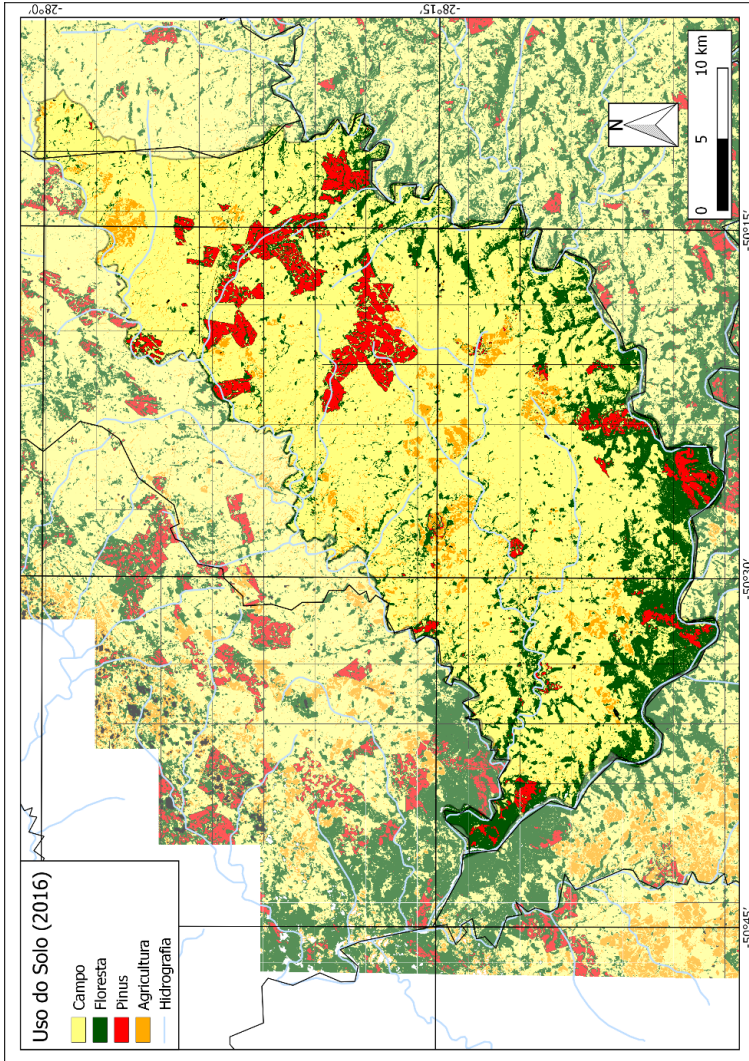 Uso do Solo (2016)
Campo
Floresta
Pinus
Agricultura
Hidrografia
-28°0'
-28°15'
-50°45'
-50°30'
-50°15'
N
0 5 10 km